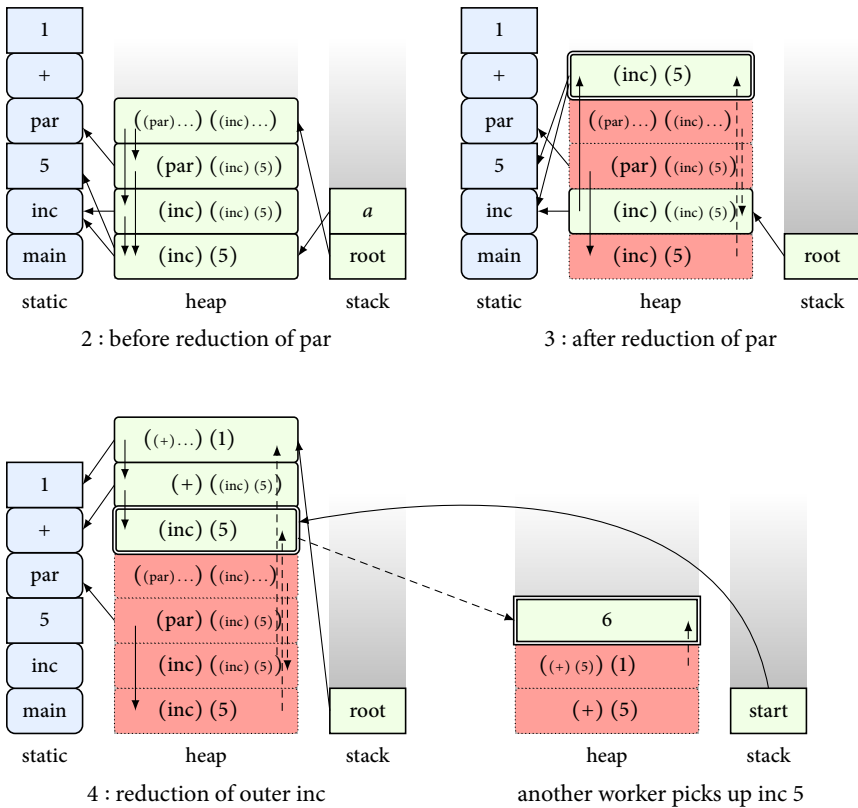 1
+
par
5
inc
main
((par)…) ((inc)…)
(par) ((inc) (5))
(inc) ((inc) (5))
(inc) (5)
a
root
static
heap
stack
2 : before reduction of par
1
+
par
5
inc
main
(inc) (5)
((par)…) ((inc)…)
(par) ((inc) (5))
(inc) ((inc) (5))
(inc) (5)
root
static
heap
stack
3 : after reduction of par
1
+
par
5
inc
main
((+)…) (1)
(+) ((inc) (5))
(inc) (5)
((par)…) ((inc)…)
(par) ((inc) (5))
(inc) ((inc) (5))
(inc) (5)
root
static
heap
stack
4 : reduction of outer inc
6
((+) (5)) (1)
(+) (5)
start
heap
stack
another worker picks up inc 5